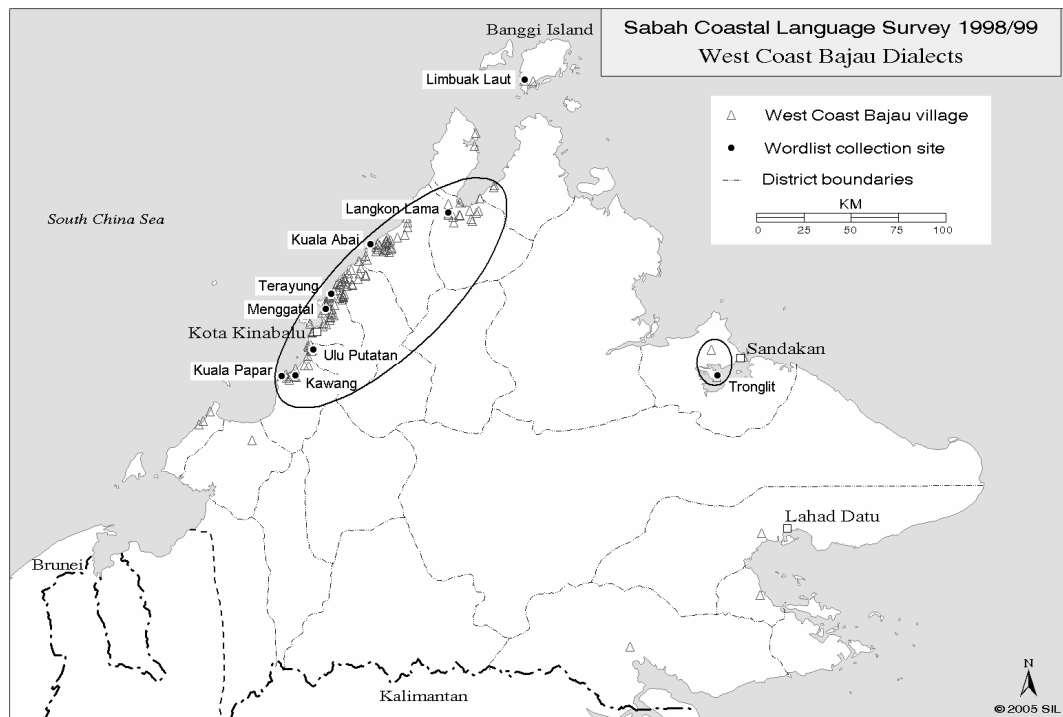 Sabah Coastal Language Survey 1998/99
West Coast Bajau Dialects
Banggi Island
Limbuak Laut
West Coast Bajau village
Wordlist collection site
District boundaries
KM
0 25 50 75 100
South China Sea
Langkon Lama
Kuala Abai
Terayung
Menggatal
Kota Kinabalu
Ulu Putatan
Kuala Papar
Kawang
Sandakan
Tronglit
Lahad Datu
Brunei
Kalimantan
N
© 2005 SIL